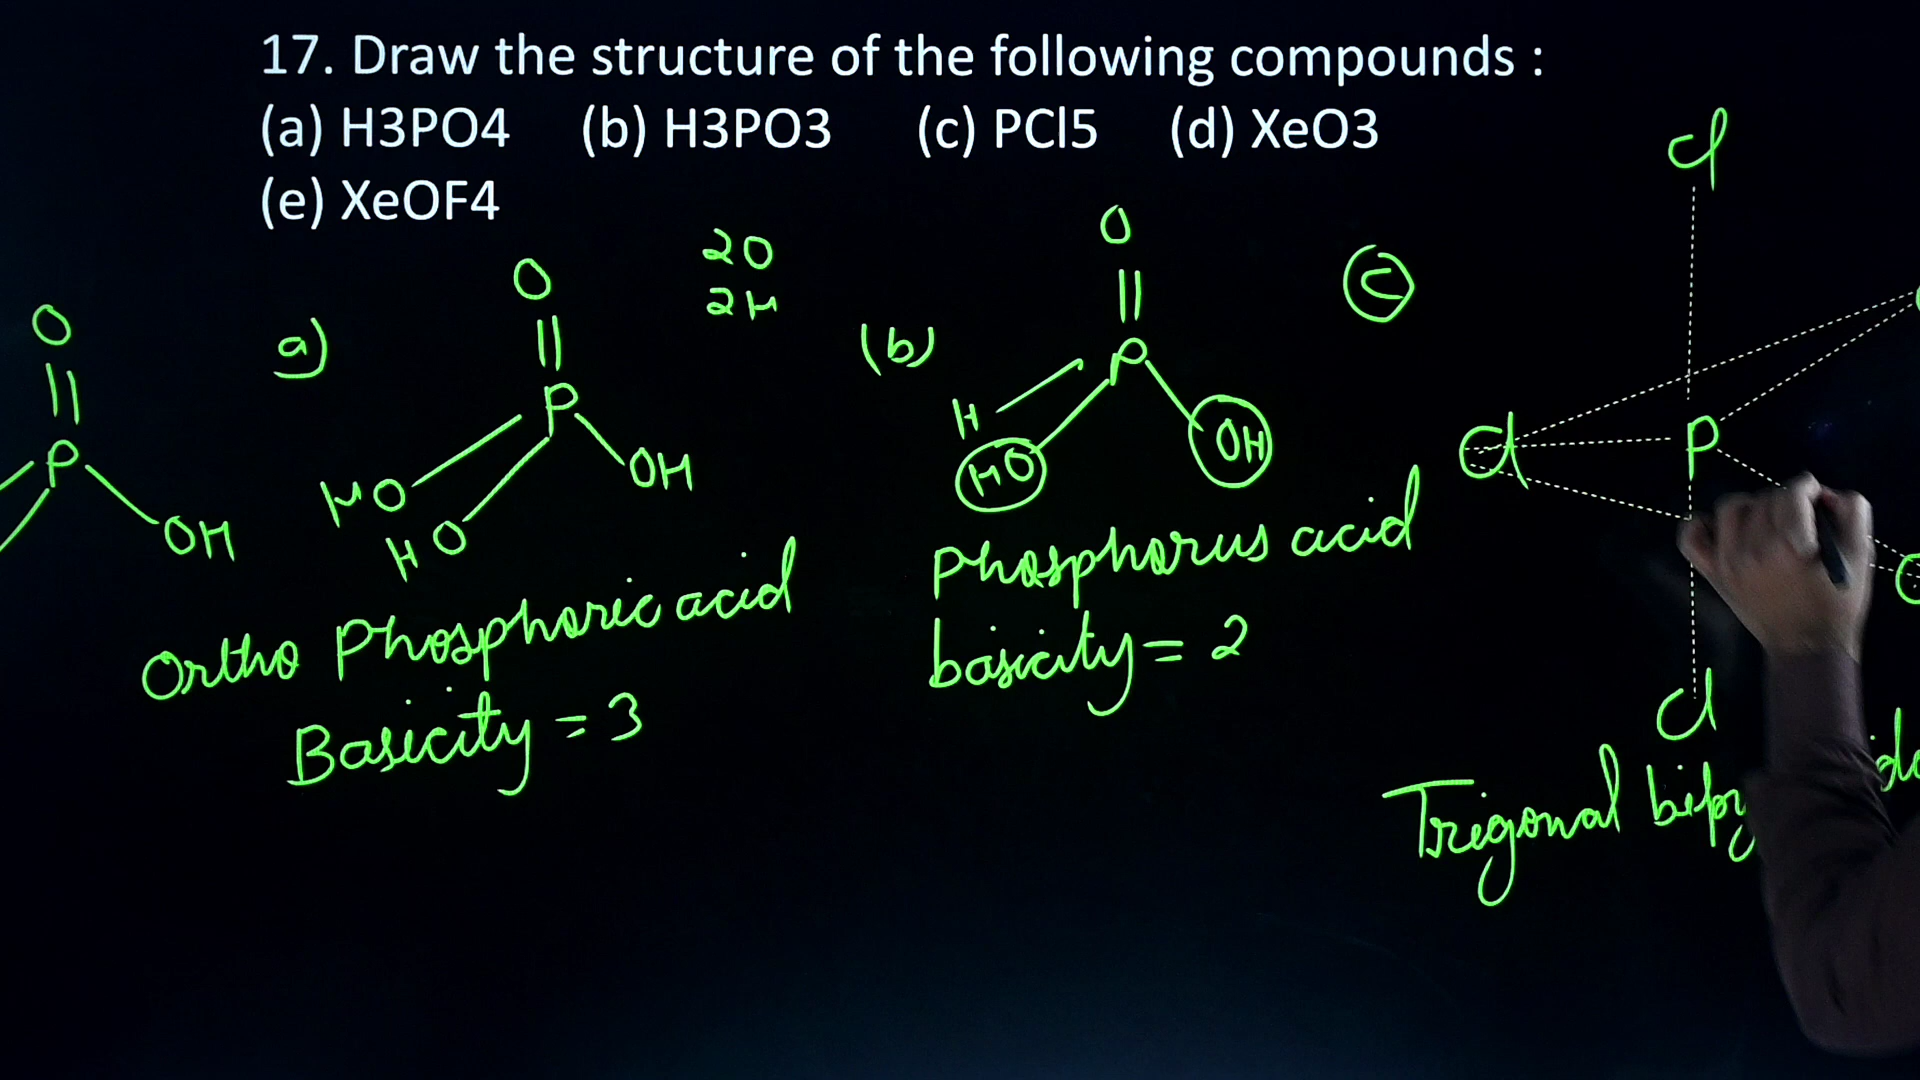 17. Draw the structure of the following compounds :
(a) H3PO4 (b) H3PO3 (c) PCl5 (d) XeO3
(e) XeOF4
O
P
OH
a)
O
P
HO
HO
OH
Ortho Phosphoric acid
Basicity = 3
2O
2H
(b)
O
P
H
HO
OH
Phosphorus acid
basicity = 2
C
Cl
Cl
P
Cl
Trigonal